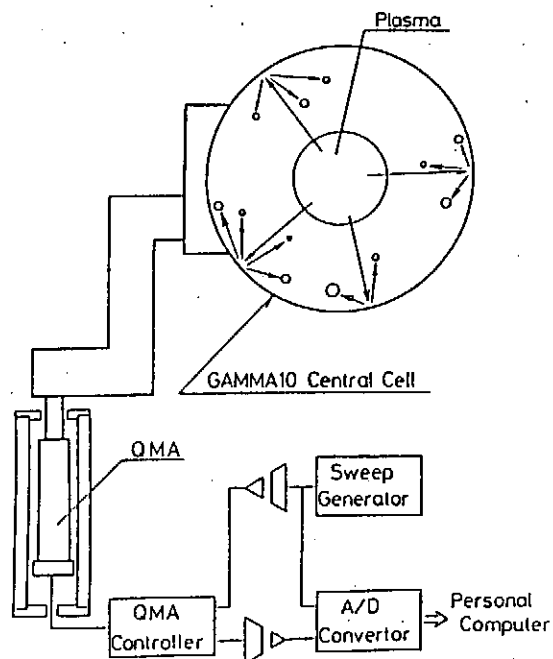 Plasma
GAMMA10 Central Cell
QMA
Sweep
Generator
QMA
Controller
A/D
Convertor
Personal
Computer